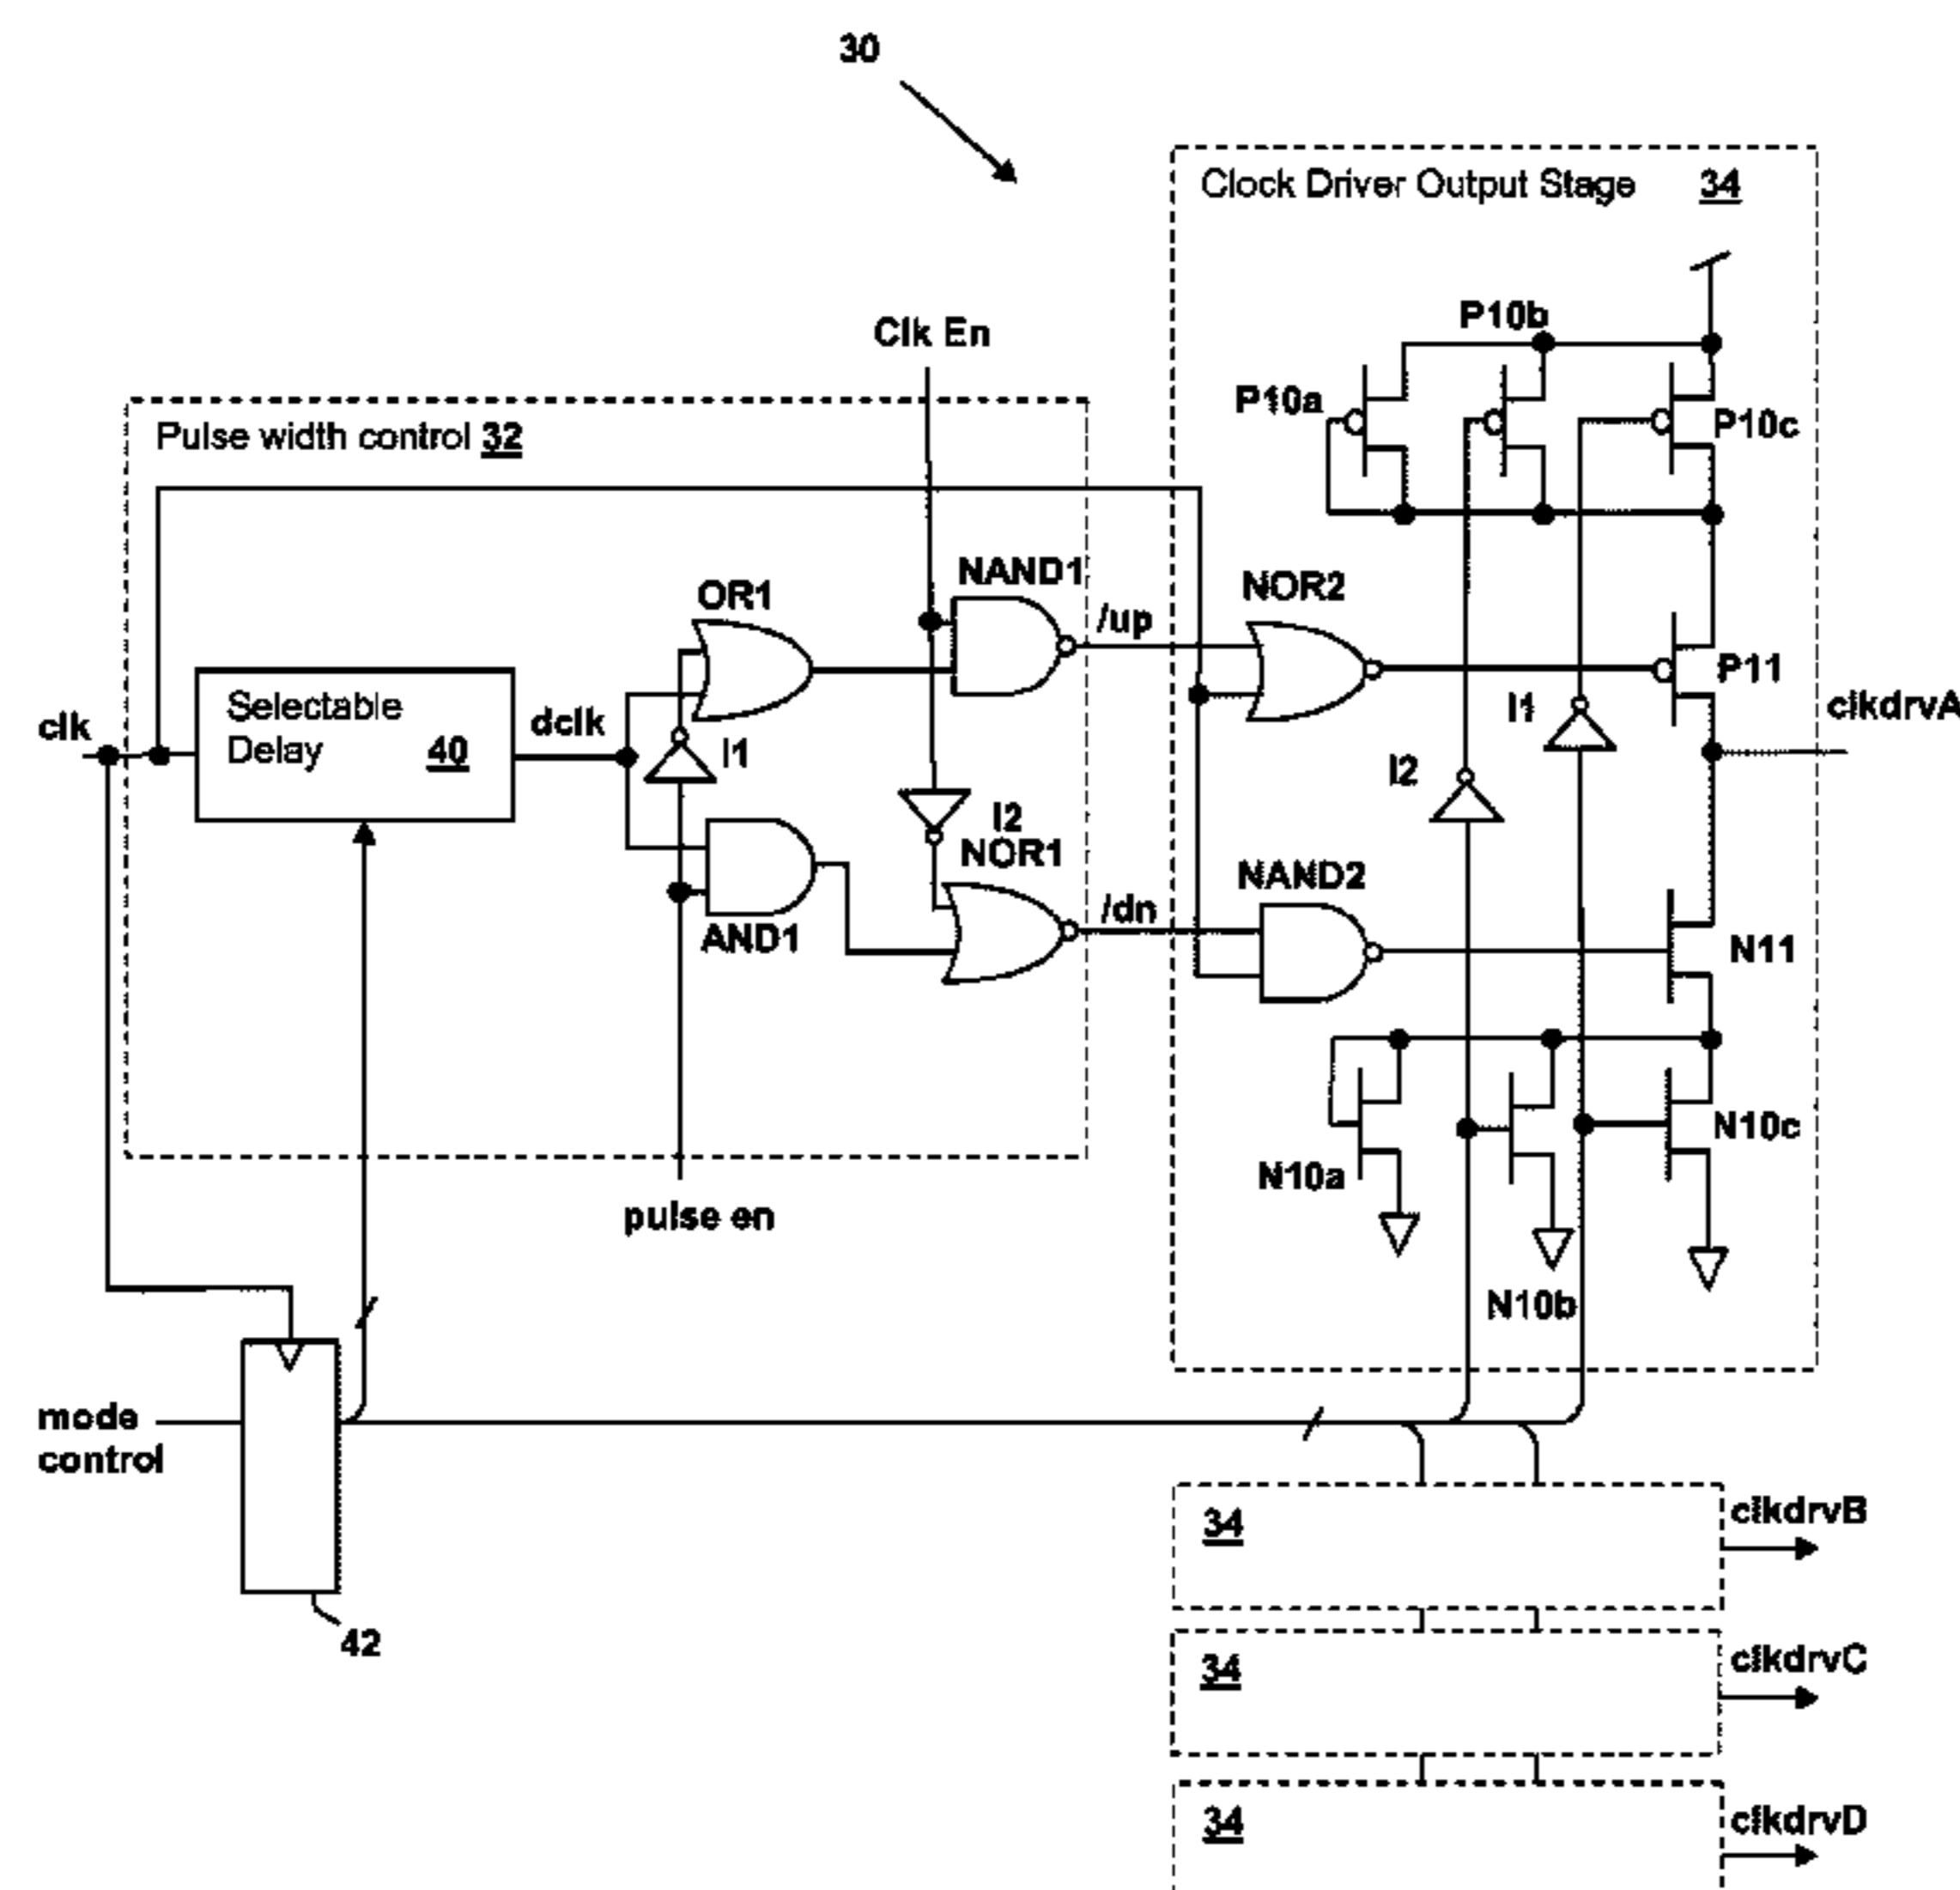 30
Clock Driver Output Stage 34
P10b
Clk En
P10a
P10c
Pulse width control 32
NAND1
OR1
/up
NOR2
P11
clk
Selectable
Delay 40
dclk
I1
I1
clkdrvA
I2
I2
NOR1
NAND2
/dn
AND1
N11
N10c
N10a
pulse en
N10b
mode
control
34
clkdrvB
42
34
clkdrvC
34
clkdrvD